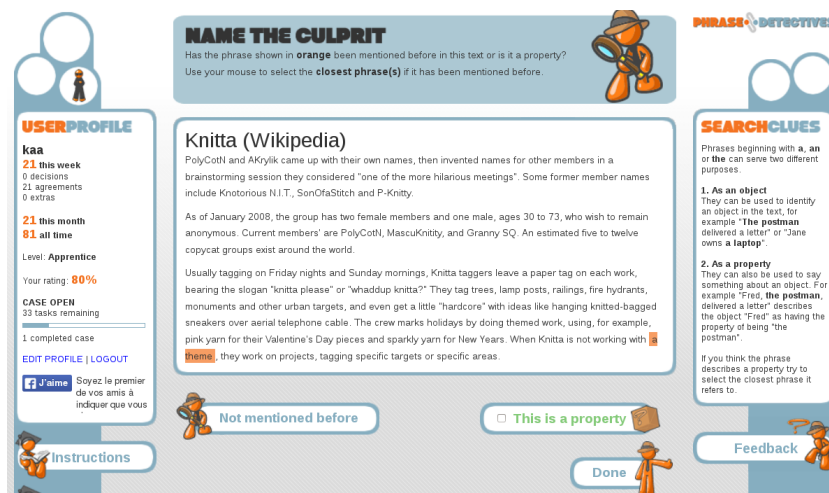 NAME THE CULPRIT
Has the phrase shown in orange been mentioned before in this text or is it a property?
Use your mouse to select the closest phrase(s) if it has been mentioned before.
PHRASE DETECTIVES
USERPROFILE
kaa
21 this week
0 decisions
21 agreements
0 extras
21 this month
81 all time
Level: Apprentice
Your rating: 80%
CASE OPEN
33 tasks remaining
1 completed case
EDIT PROFILE | LOGOUT
J'aime
Soyez le premier
de vos amis à
indiquer que vous
Instructions
Knitta (Wikipedia)
PolyCotN and AKrylik came up with their own names, then invented names for other members in a
brainstorming session they considered "one of the more hilarious meetings". Some former member names
include Knotorious N.I.T., SonOfaStitch and P-Knitty.
As of January 2008, the group has two female members and one male, ages 30 to 73, who wish to remain
anonymous. Current members' are PolyCotN, MascuKnitity, and Granny SQ. An estimated five to twelve
copycat groups exist around the world.
Usually tagging on Friday nights and Sunday mornings, Knitta taggers leave a paper tag on each work,
bearing the slogan "knitta please" or "whaddup knitta?" They tag trees, lamp posts, railings, fire hydrants,
monuments and other urban targets, and even get a little "hardcore" with ideas like hanging knitted-bagged
sneakers over aerial telephone cable. The crew marks holidays by doing themed work, using, for example,
pink yarn for their Valentine's Day pieces and sparkly yarn for New Years. When Knitta is not working with a
theme , they work on projects, tagging specific targets or specific areas.
Not mentioned before
This is a property
Done
SEARCHCLUES
Phrases beginning with a, an
or the can serve two different
purposes.
1. As an object
They can be used to identify
an object in the text, for
example "The postman
delivered a letter" or "Jane
owns a laptop".
2. As a property
They can also be used to say
something about an object. For
example "Fred, the postman,
delivered a letter" describes
the object "Fred" as having the
property of being "the
postman".
If you think the phrase
describes a property try to
select the closest phrase it
refers to.
Feedback